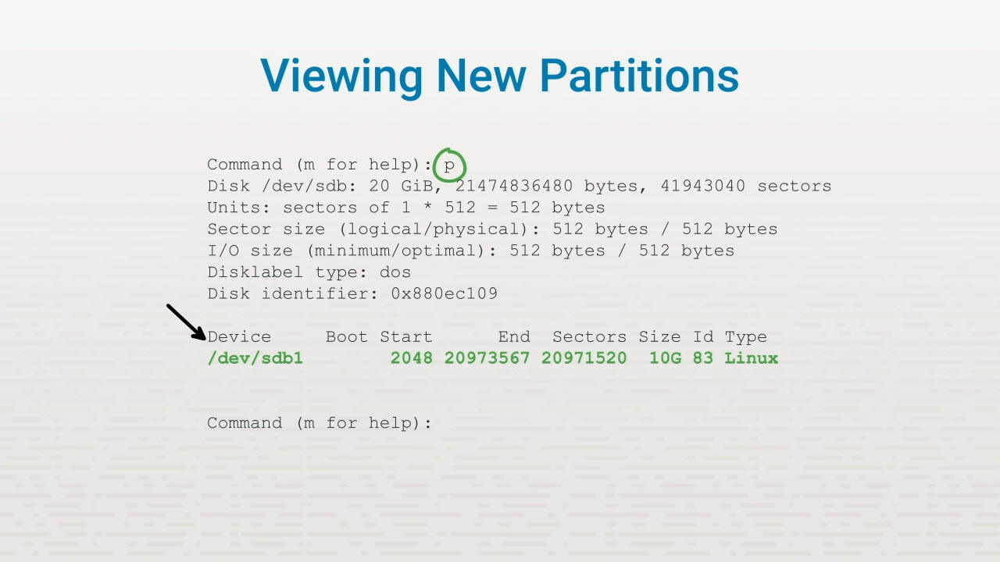 Viewing New Partitions
Command (m for help): p
Disk /dev/sdb: 20 GiB, 21474836480 bytes, 41943040 sectors
Units: sectors of 1 * 512 = 512 bytes
Sector size (logical/physical): 512 bytes / 512 bytes
I/O size (minimum/optimal): 512 bytes / 512 bytes
Disklabel type: dos
Disk identifier: 0x880ec109
Device     Boot Start      End  Sectors Size Id Type
/dev/sdb1        2048 20973567 20971520  10G 83 Linux
Command (m for help):